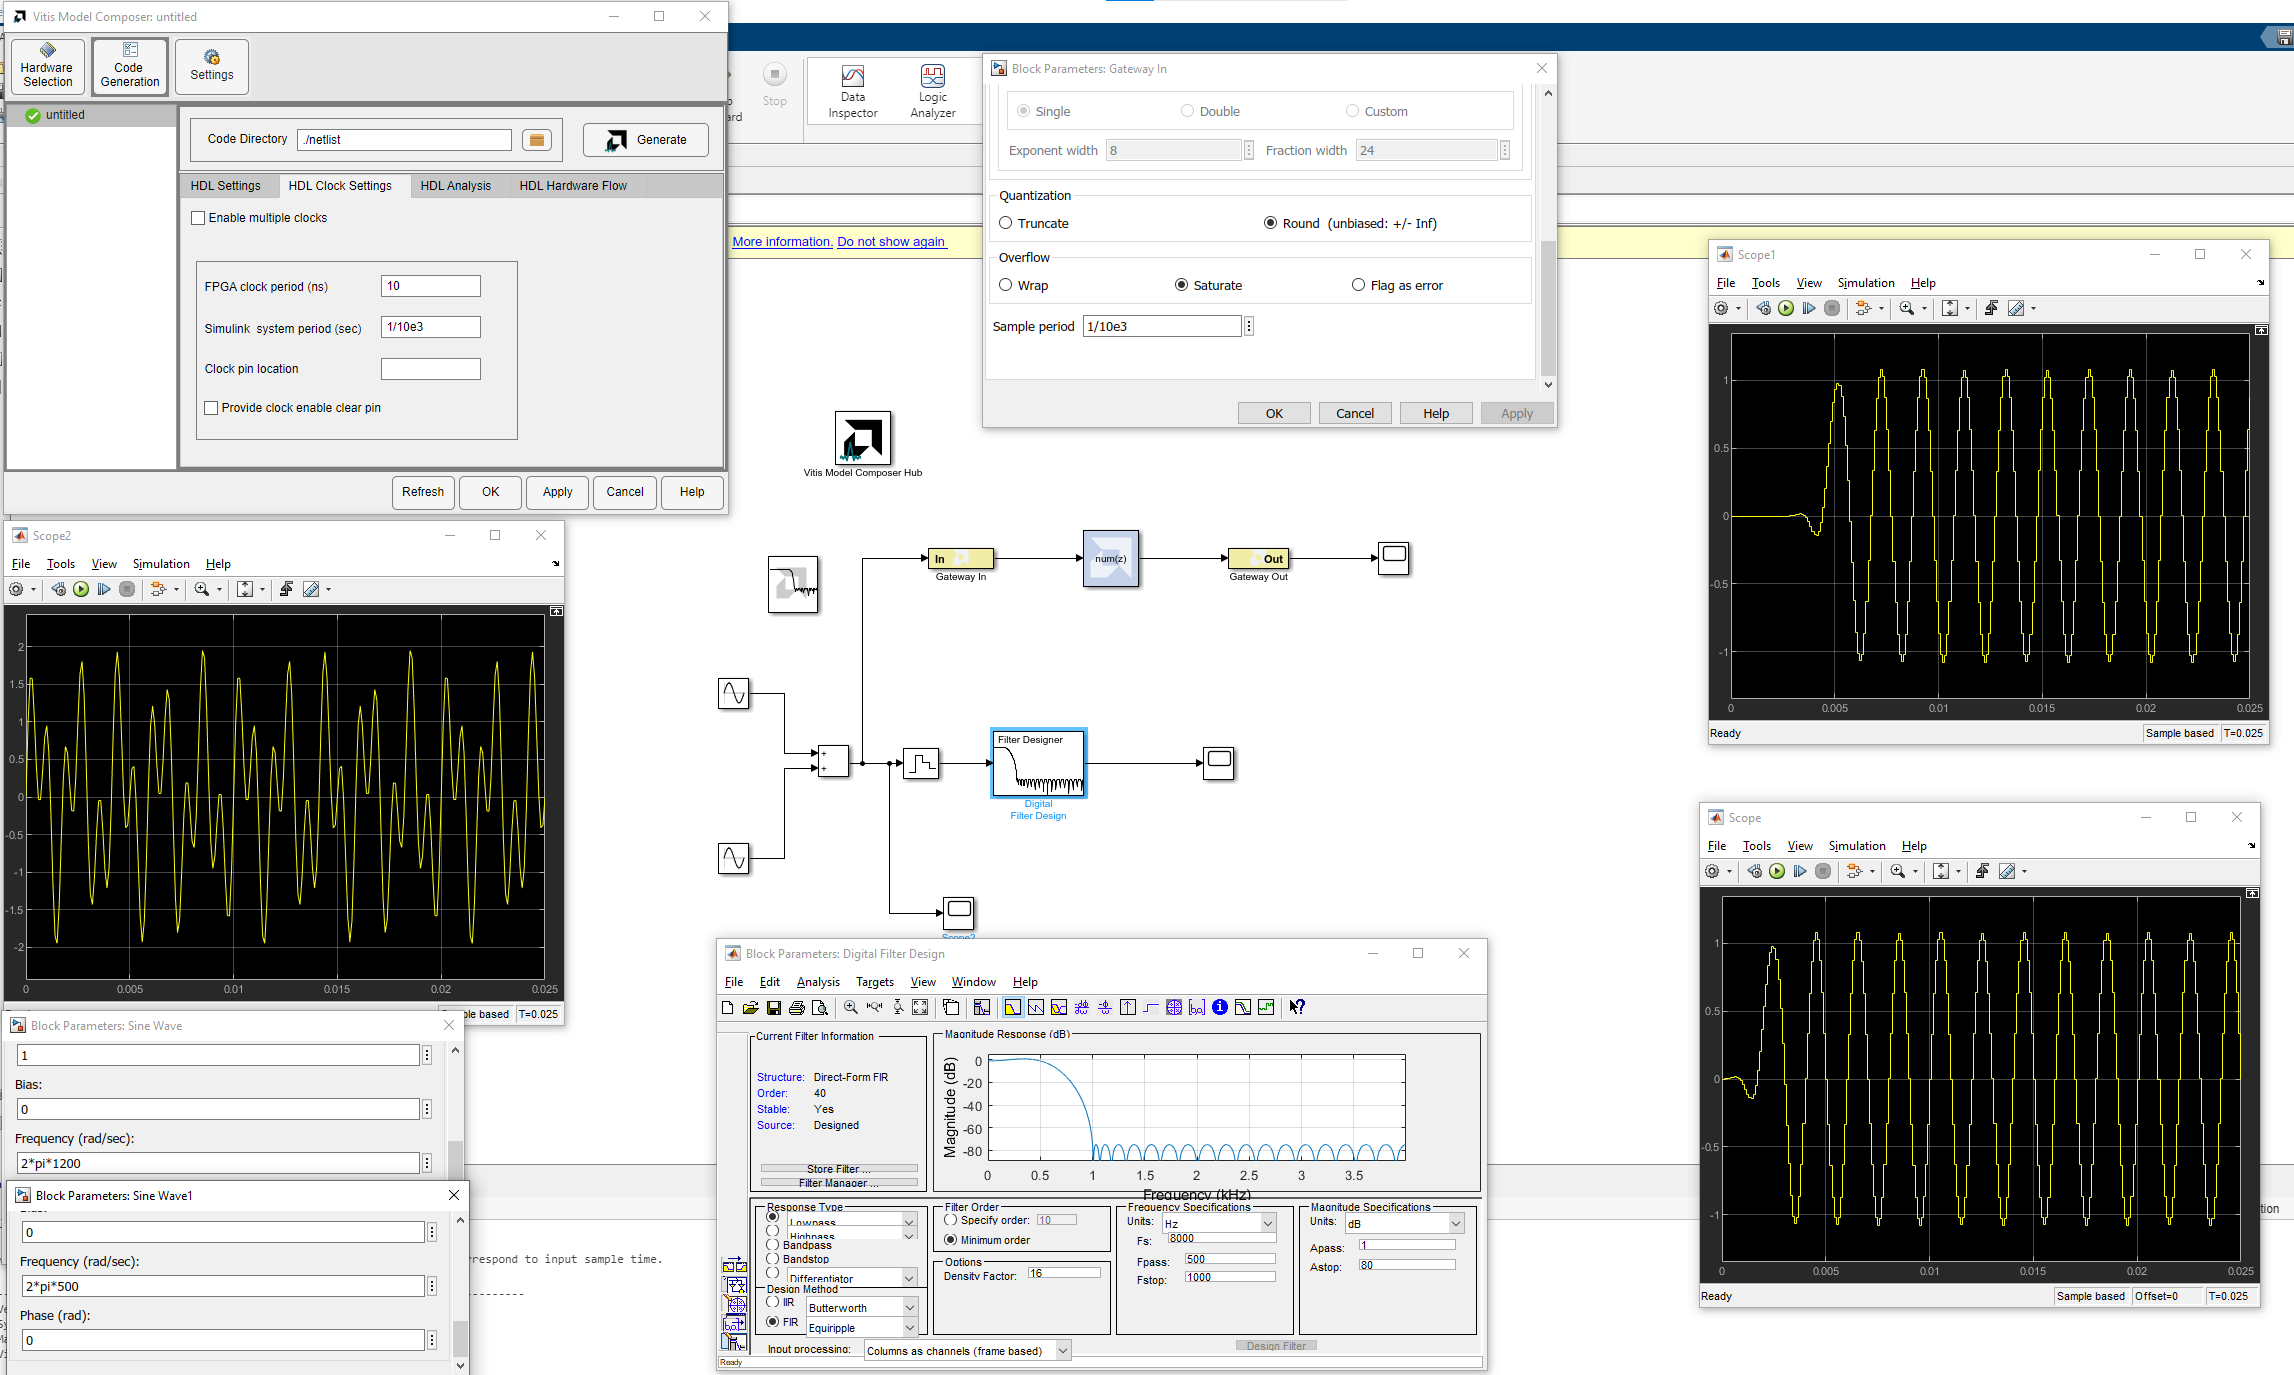 Vitis Model Composer: untitled
Hardware Selection
Code Generation
Settings
untitled
Code Directory ./netlist
Generate
HDL Settings HDL Clock Settings HDL Analysis HDL Hardware Flow
Enable multiple clocks
FPGA clock period (ns) 10
Simulink system period (sec) 1/10e3
Clock pin location
Provide clock enable clear pin
Refresh OK Apply Cancel Help
Stop
Data Inspector
Logic Analyzer
More information. Do not show again
Block Parameters: Gateway In
Single Double Custom
Exponent width 8 Fraction width 24
Quantization
Truncate Round (unbiased: +/- Inf)
Overflow
Wrap Saturate Flag as error
Sample period 1/10e3
OK Cancel Help Apply
Scope1
File Tools View Simulation Help
1
0.5
0
-0.5
-1
0 0.005 0.01 0.015 0.02 0.025
Ready Sample based T=0.025
Vitis Model Composer Hub
In
Gateway In
num(z)
Out
Gateway Out
Filter Designer
Digital
Filter Design
Scope2
Scope2
File Tools View Simulation Help
2
1.5
1
0.5
0
-0.5
-1
-1.5
-2
0 0.005 0.01 0.015 0.02 0.025
ple based T=0.025
Scope
File Tools View Simulation Help
1
0.5
0
-0.5
-1
0 0.005 0.01 0.015 0.02 0.025
Ready Sample based Offset=0 T=0.025
Block Parameters: Sine Wave
1
Bias:
0
Frequency (rad/sec):
2*pi*1200
Block Parameters: Sine Wave1
0
Frequency (rad/sec):
2*pi*500
Phase (rad):
0
rrespond to input sample time.
Block Parameters: Digital Filter Design
File Edit Analysis Targets View Window Help
Current Filter Information
Structure: Direct-Form FIR
Order: 40
Stable: Yes
Source: Designed
Store Filter ...
Filter Manager ...
Magnitude Response (dB)
Magnitude (dB)
0
-20
-40
-60
-80
0 0.5 1 1.5 2 2.5 3 3.5
Frequency (kHz)
Response Type
Lowpass
Highpass
Bandpass
Bandstop
Differentiator
Design Method
IIR Butterworth
FIR Equiripple
Filter Order
Specify order: 10
Minimum order
Options
Density Factor: 16
Frequency Specifications
Units: Hz
Fs: 8000
Fpass: 500
Fstop: 1000
Magnitude Specifications
Units: dB
Apass: 1
Astop: 80
Input processing: Columns as channels (frame based)
Design Filter
Ready